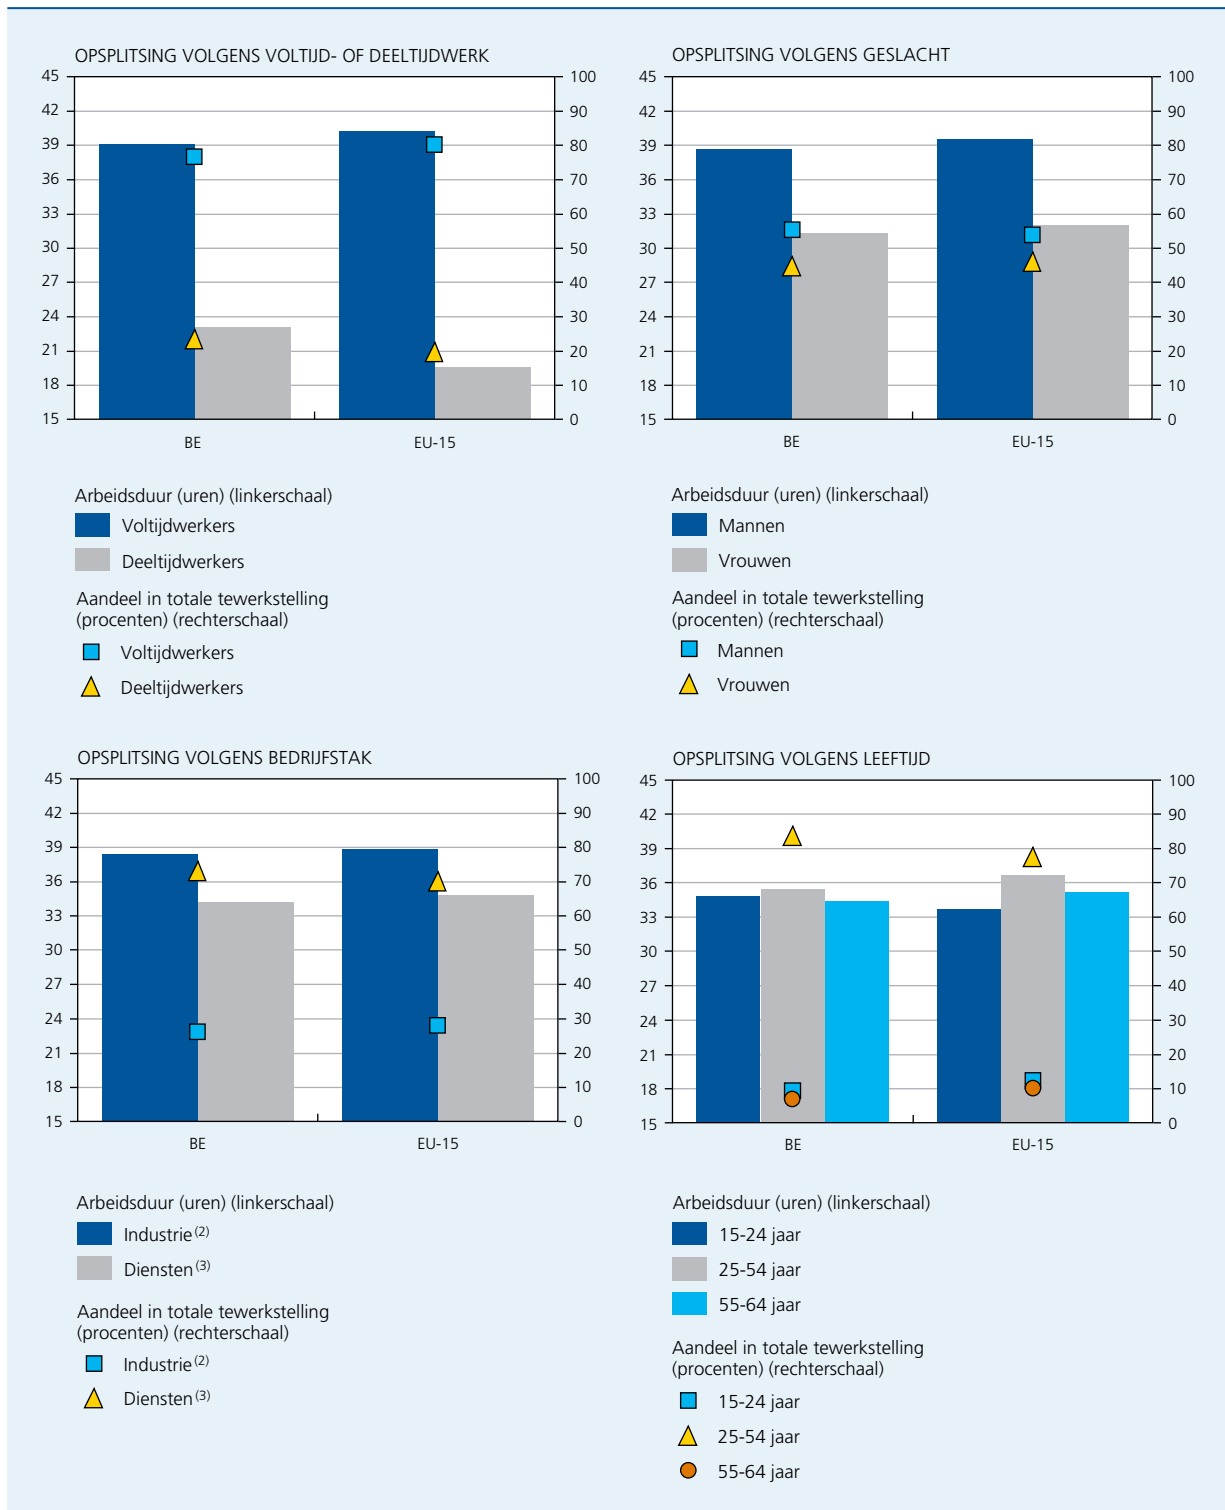 OPSPLITSING VOLGENS VOLTIJD- OF DEELTIJDWERK
45 100
42 90
39 80
36 70
33 60
30 50
27 40
24 30
21 20
18 10
15 0
BE EU-15
Arbeidsduur (uren) (linkerschaal)
Voltijdwerkers
Deeltijdwerkers
Aandeel in totale tewerkstelling
(procenten) (rechterschaal)
Voltijdwerkers
Deeltijdwerkers
OPSPLITSING VOLGENS GESLACHT
45 100
42 90
39 80
36 70
33 60
30 50
27 40
24 30
21 20
18 10
15 0
BE EU-15
Arbeidsduur (uren) (linkerschaal)
Mannen
Vrouwen
Aandeel in totale tewerkstelling
(procenten) (rechterschaal)
Mannen
Vrouwen
OPSPLITSING VOLGENS BEDRIJFSTAK
45 100
42 90
39 80
36 70
33 60
30 50
27 40
24 30
21 20
18 10
15 0
BE EU-15
Arbeidsduur (uren) (linkerschaal)
Industrie (2)
Diensten (3)
Aandeel in totale tewerkstelling
(procenten) (rechterschaal)
Industrie (2)
Diensten (3)
OPSPLITSING VOLGENS LEEFTIJD
45 100
42 90
39 80
36 70
33 60
30 50
27 40
24 30
21 20
18 10
15 0
BE EU-15
Arbeidsduur (uren) (linkerschaal)
15-24 jaar
25-54 jaar
55-64 jaar
Aandeel in totale tewerkstelling
(procenten) (rechterschaal)
15-24 jaar
25-54 jaar
55-64 jaar